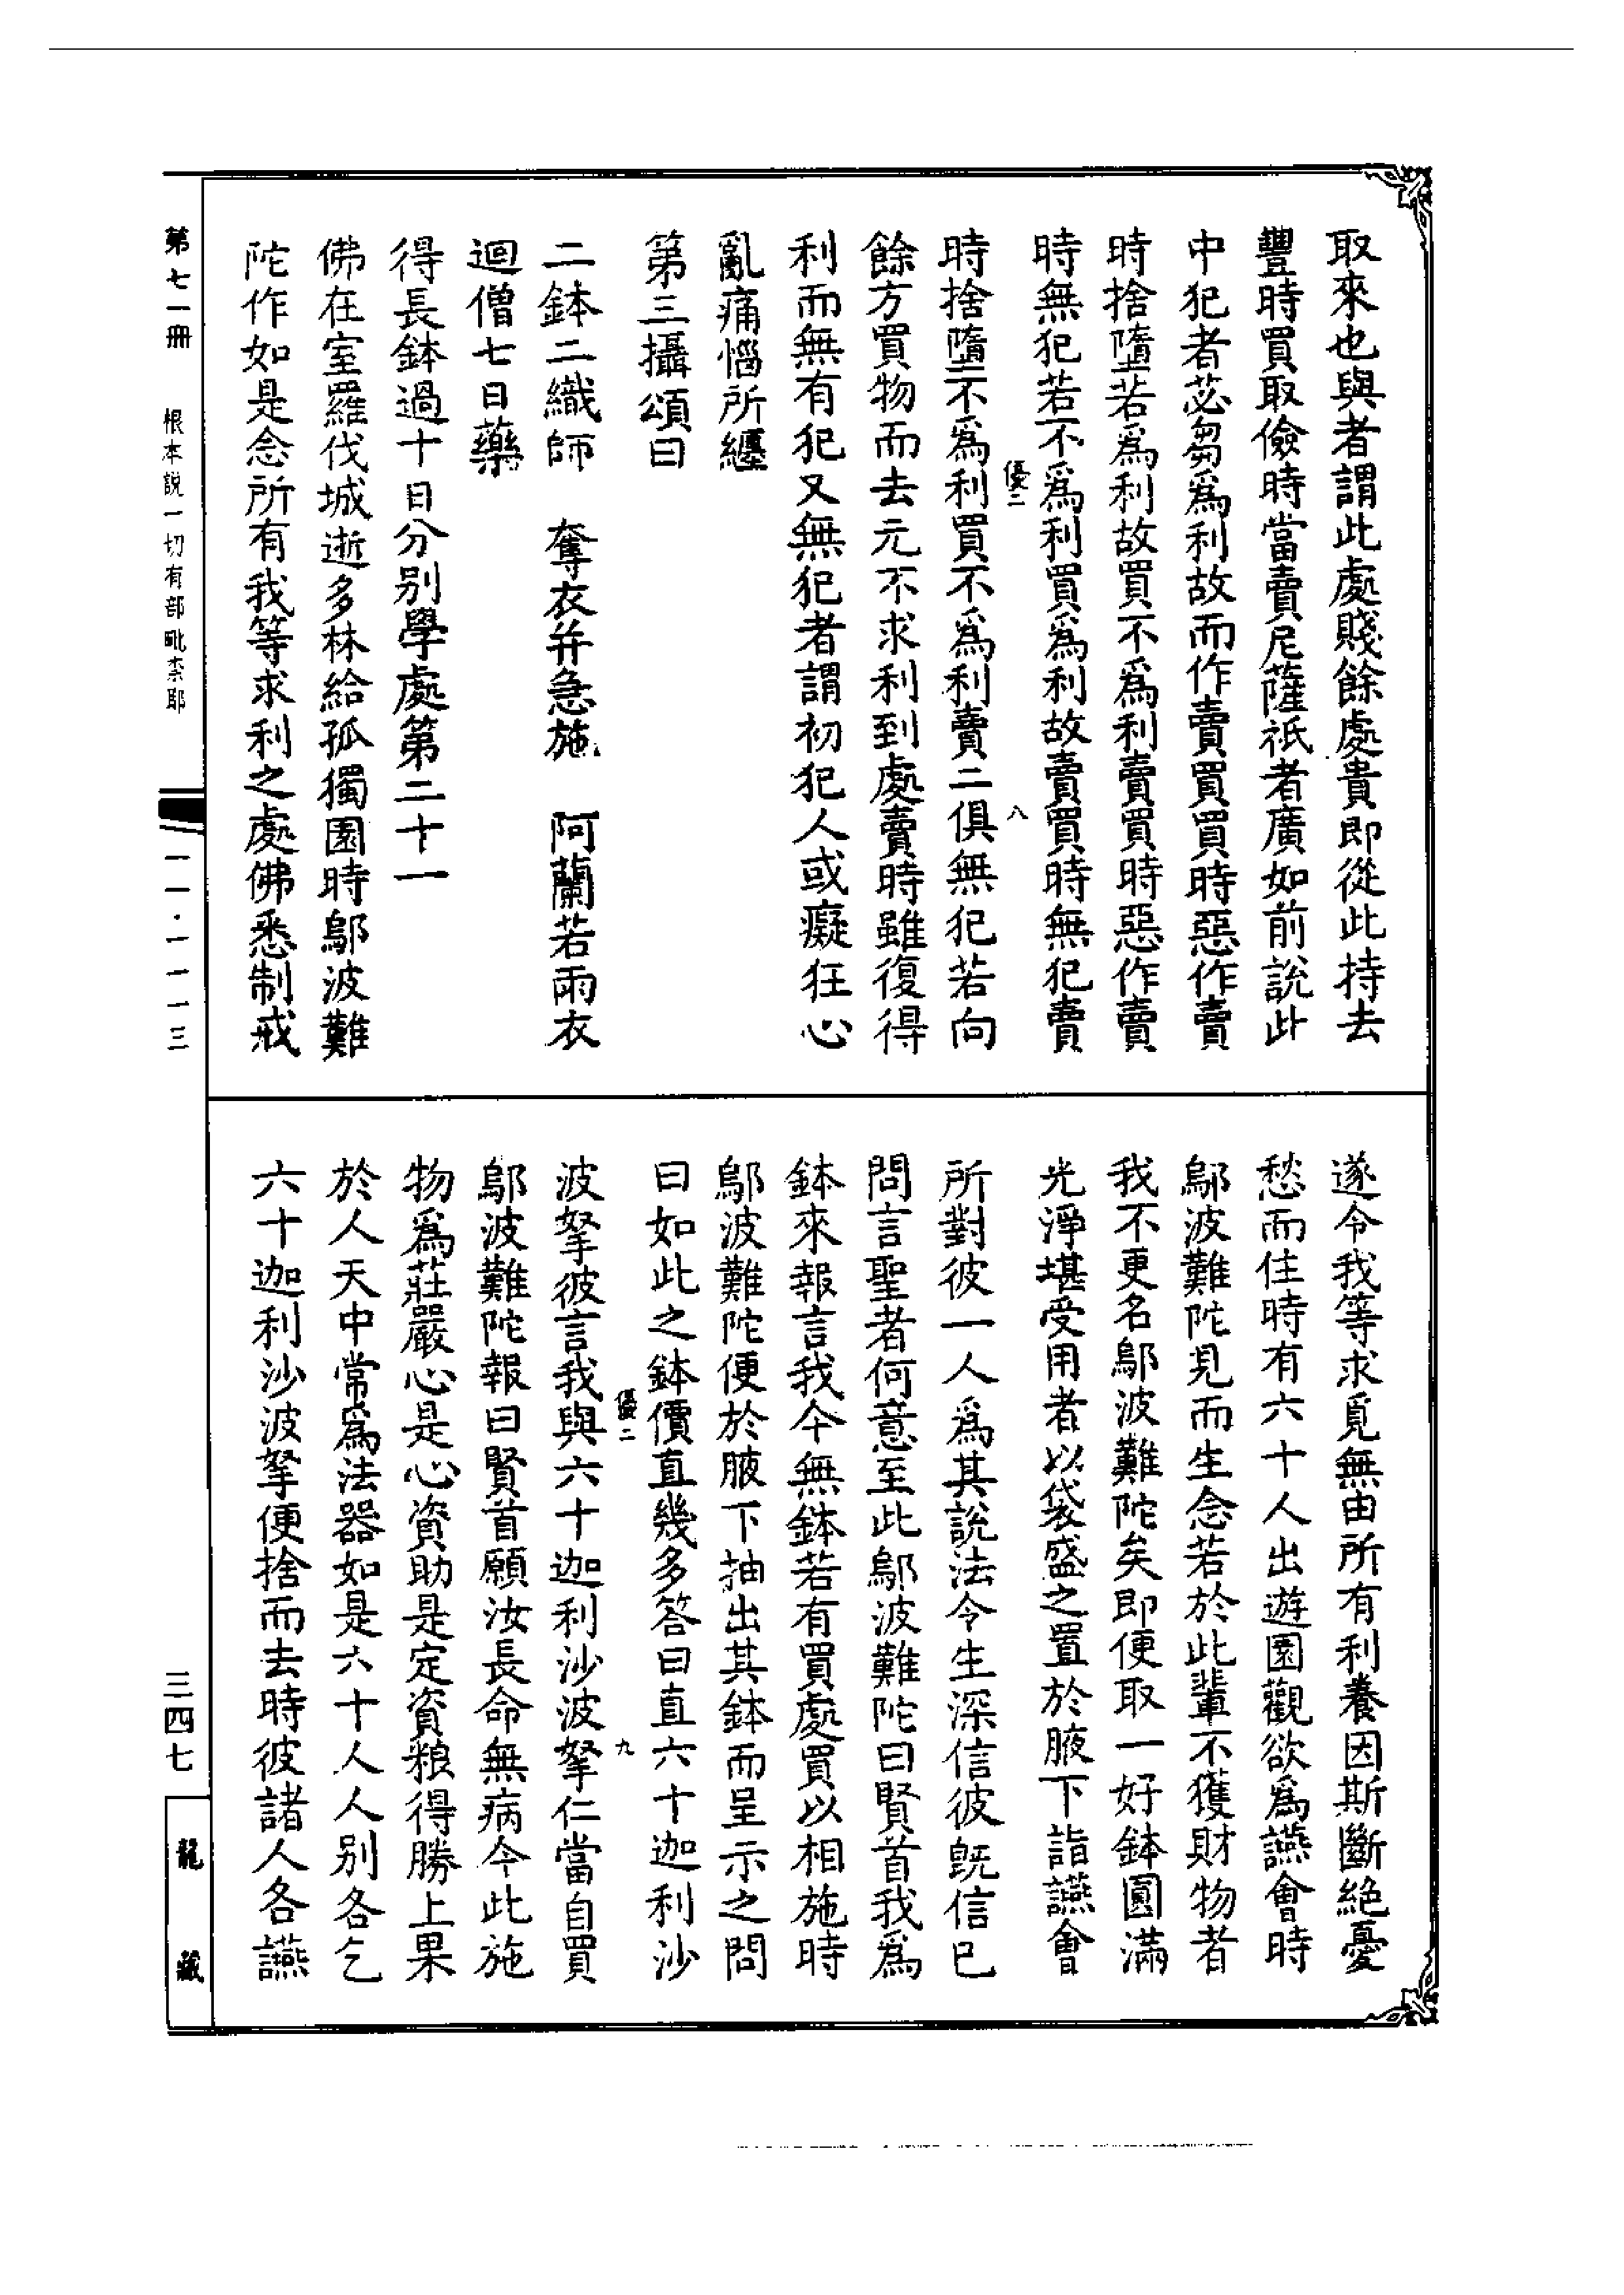 取來也與者謂此處賤餘處貴即從此持去
豐時買取儉時當賣尼薩祇者廣如前說此
中犯者苾芻爲利故而作賣買買時惡作賣
時捨墮若爲利故買不爲利賣買時惡作賣
時無犯若不爲利買爲利故賣買時無犯賣
優二 八
時捨墮不爲利買不爲利賣二俱無犯若向
餘方買物而去元不求利到處賣時雖復得
利而無有犯又無犯者謂初犯人或癡狂心
亂痛惱所纏
第三攝頌曰
二鉢二織師 奪衣并急施 阿蘭若雨衣
迴僧七日藥
得長鉢過十日分別學處第二十一
佛在室羅伐城逝多林給孤獨園時鄔波難
陀作如是念所有我等求利之處佛悉制戒
遂令我等求覓無由所有利養因斯斷絕憂
愁而住時有六十人出遊園觀欲爲讌會時
鄔波難陀見而生念若於此輩不獲財物者
我不更名鄔波難陀矣即便取一好鉢圓滿
光淨堪受用者以袋盛之置於腋下詣讌會
所對彼一人爲其說法令生深信彼既信已
問言聖者何意至此鄔波難陀曰賢首我爲
鉢來報言我今無鉢若有買處買以相施時
鄔波難陀便於腋下抽出其鉢而呈示之問
曰如此之鉢價直幾多答曰直六十迦利沙
優二 九
波拏彼言我與六十迦利沙波拏仁當自買
鄔波難陀報曰賢首願汝長命無病今此施
物爲莊嚴心是心資助是定資粮得勝上果
於人天中常爲法器如是六十人人別各乞
六十迦利沙波拏便捨而去時彼諸人各讌
第七一冊 根本說一切有部毗柰耶 一一·一一一三 三四七 龍藏